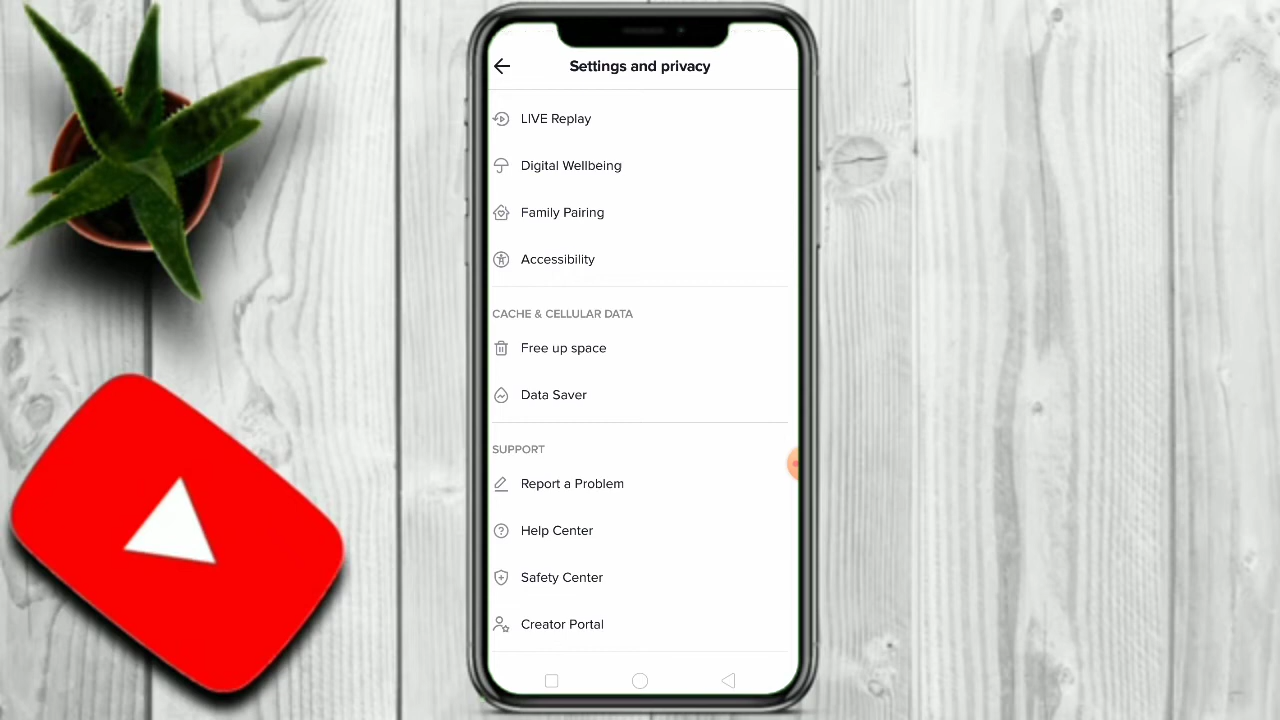 Settings and privacy
LIVE Replay
Digital Wellbeing
Family Pairing
Accessibility
CACHE & CELLULAR DATA
Free up space
Data Saver
SUPPORT
Report a Problem
Help Center
Safety Center
Creator Portal